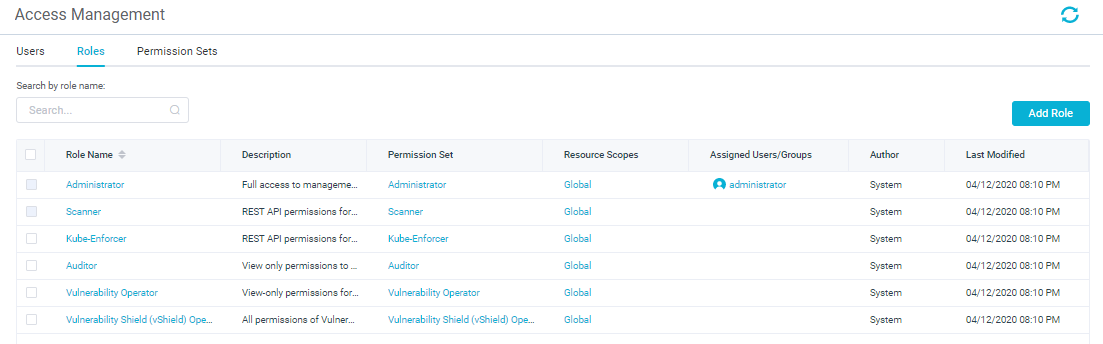 Access Management
Users Roles Permission Sets
Search by role name:
Search...
Add Role
Role Name Description Permission Set Resource Scopes Assigned Users/Groups Author Last Modified
Administrator Full access to manageme... Administrator Global administrator System 04/12/2020 08:10 PM
Scanner REST API permissions for... Scanner Global System 04/12/2020 08:10 PM
Kube-Enforcer REST API permissions for... Kube-Enforcer Global System 04/12/2020 08:10 PM
Auditor View only permissions to ... Auditor Global System 04/12/2020 08:10 PM
Vulnerability Operator View-only permissions for... Vulnerability Operator Global System 04/12/2020 08:10 PM
Vulnerability Shield (vShield) Ope... All permissions of Vulner... Vulnerability Shield (vShield) Ope... Global System 04/12/2020 08:10 PM